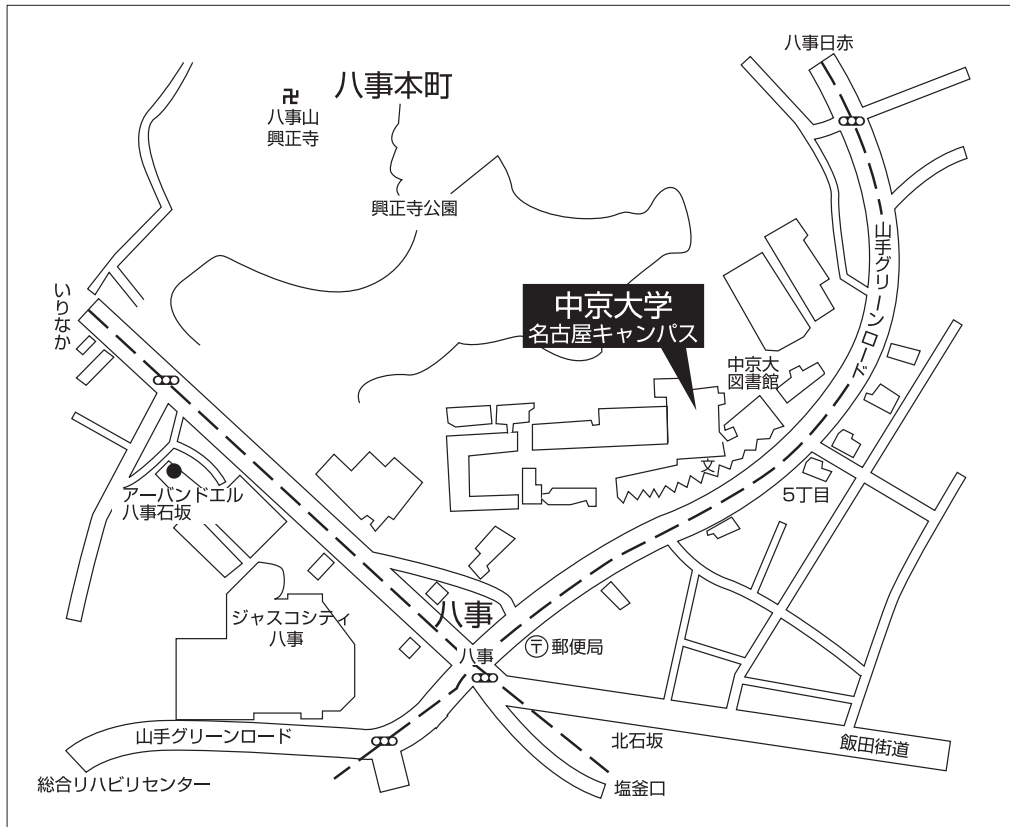 八事日赤
八事本町
卍
八事山
興正寺
興正寺公園
山手グリーンロード
いりなか
中京大学
名古屋キャンパス
中京大
図書館
文
アーバンドエル
八事石坂
5丁目
ジャスコシティ
八事
八事
八事
〒郵便局
山手グリーンロード
北石坂
飯田街道
総合リハビリセンター
塩釜口